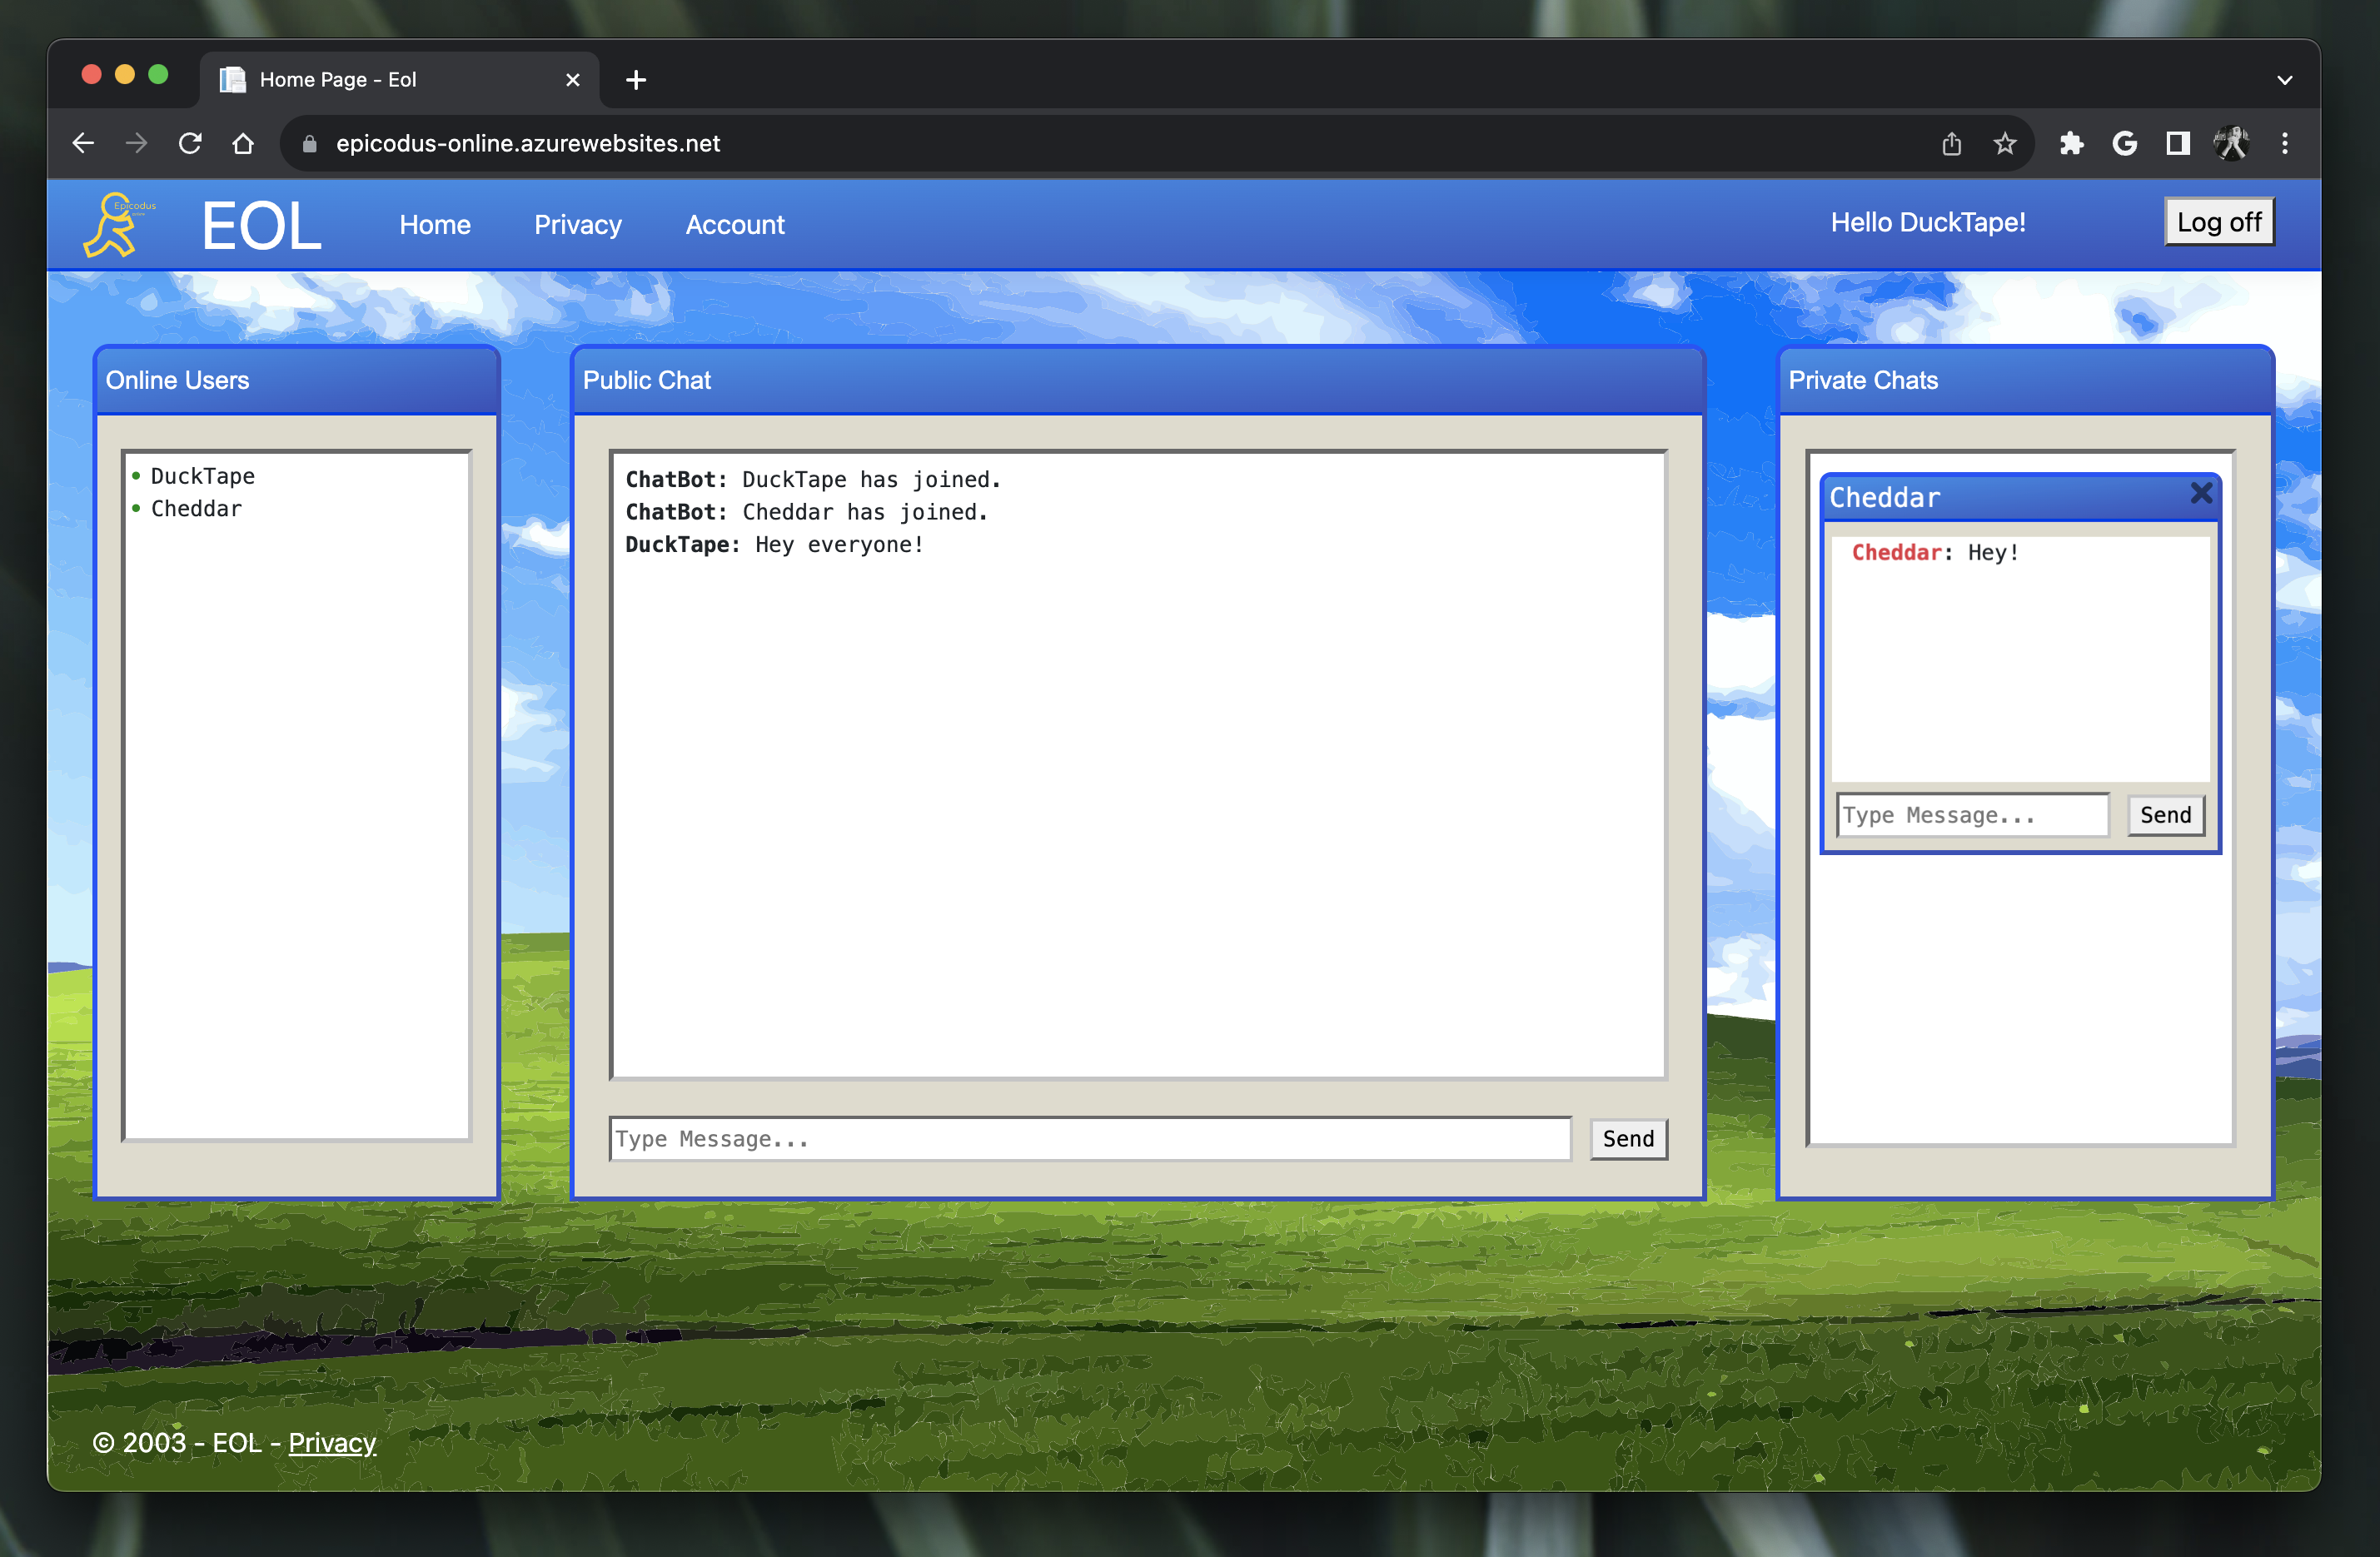 Home Page - Eol
epicodus-online.azurewebsites.net
Epicodus
EOL
Home
Privacy
Account
Hello DuckTape!
Log off
Online Users
DuckTape
Cheddar
Public Chat
ChatBot: DuckTape has joined.
ChatBot: Cheddar has joined.
DuckTape: Hey everyone!
Type Message...
Send
Private Chats
Cheddar
Cheddar: Hey!
Type Message...
Send
© 2003 - EOL - Privacy